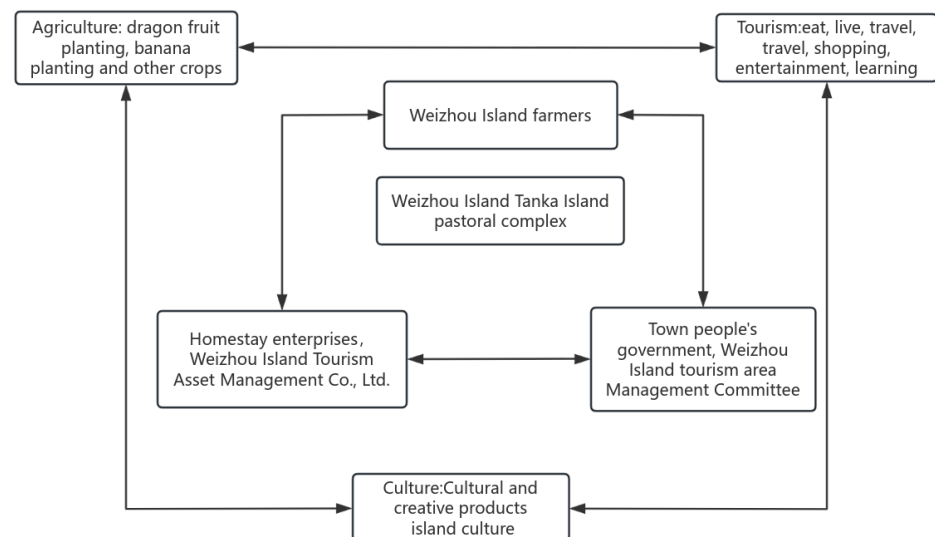 Agriculture: dragon fruit
planting, banana
planting and other crops
Tourism:eat, live, travel,
travel, shopping,
entertainment, learning
Weizhou Island farmers
Weizhou Island Tanka Island
pastoral complex
Homestay enterprises,
Weizhou Island Tourism
Asset Management Co., Ltd.
Town people's
government, Weizhou
Island tourism area
Management Committee
Culture:Cultural and
creative products
island culture